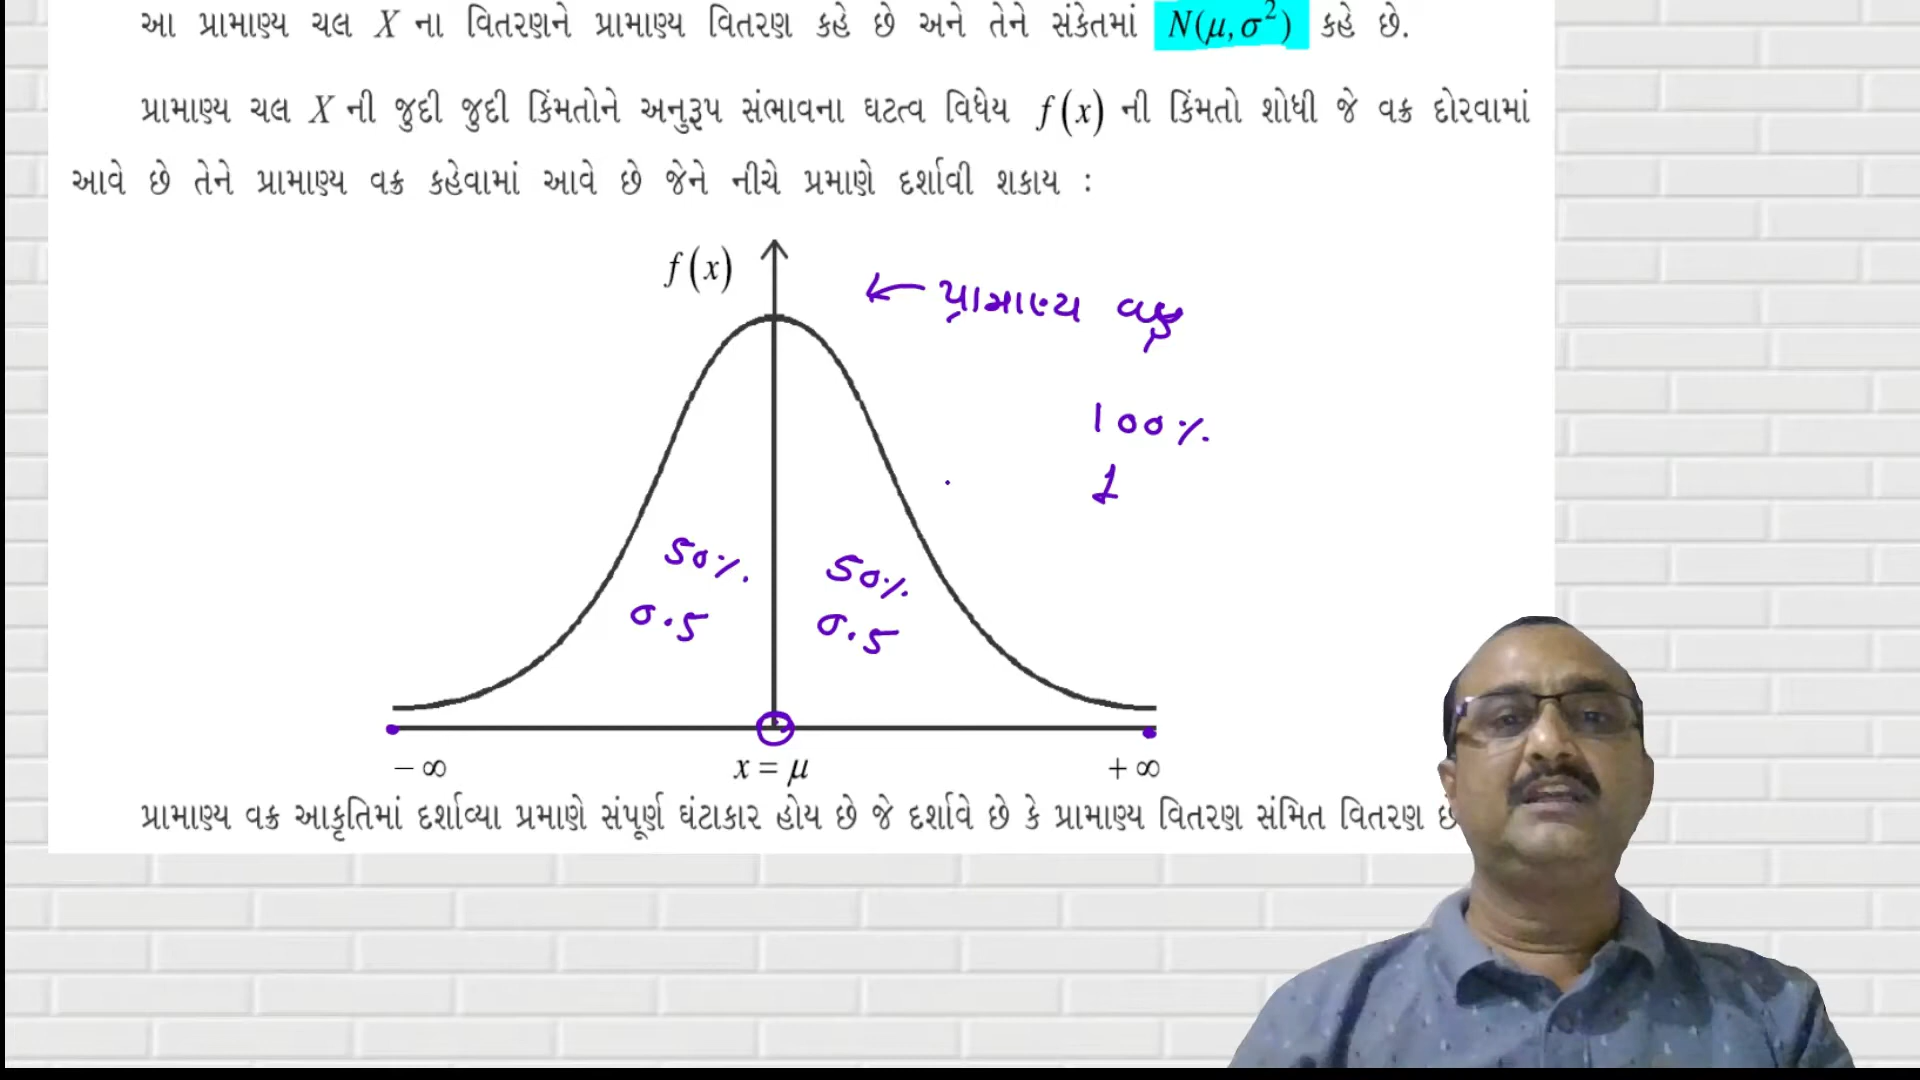 આ પ્રામાણ્ય ચલ X ના વિતરણને પ્રામાણ્ય વિતરણ કહે છે અને તેને સંકેતમાં N(μ, σ²) કહે છે.
પ્રામાણ્ય ચલ X ની જુદી જુદી કિંમતોને અનુરૂપ સંભાવના ઘટત્વ વિધેય f(x) ની કિંમતો શોધી જે વક્ર દોરવામાં
આવે છે તેને પ્રામાણ્ય વક્ર કહેવામાં આવે છે જેને નીચે પ્રમાણે દર્શાવી શકાય :
f(x)
← પ્રામાણ્ય વક્ર
100%
1
50% 50%
0.5 0.5
− ∞ x = μ + ∞
પ્રામાણ્ય વક્ર આકૃતિમાં દર્શાવ્યા પ્રમાણે સંપૂર્ણ ઘંટાકાર હોય છે જે દર્શાવે છે કે પ્રામાણ્ય વિતરણ સંમિત વિતરણ છે